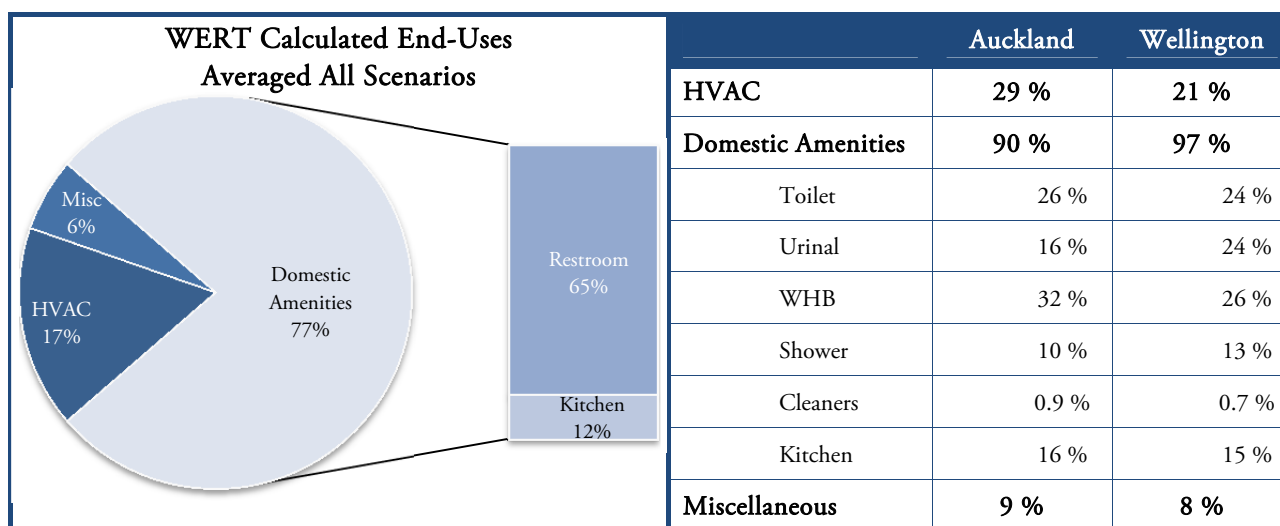 WERT Calculated End-Uses
Averaged All Scenarios
Misc
6%
HVAC
17%
Domestic
Amenities
77%
Restroom
65%
Kitchen
12%
Auckland Wellington
HVAC 29 % 21 %
Domestic Amenities 90 % 97 %
Toilet 26 % 24 %
Urinal 16 % 24 %
WHB 32 % 26 %
Shower 10 % 13 %
Cleaners 0.9 % 0.7 %
Kitchen 16 % 15 %
Miscellaneous 9 % 8 %